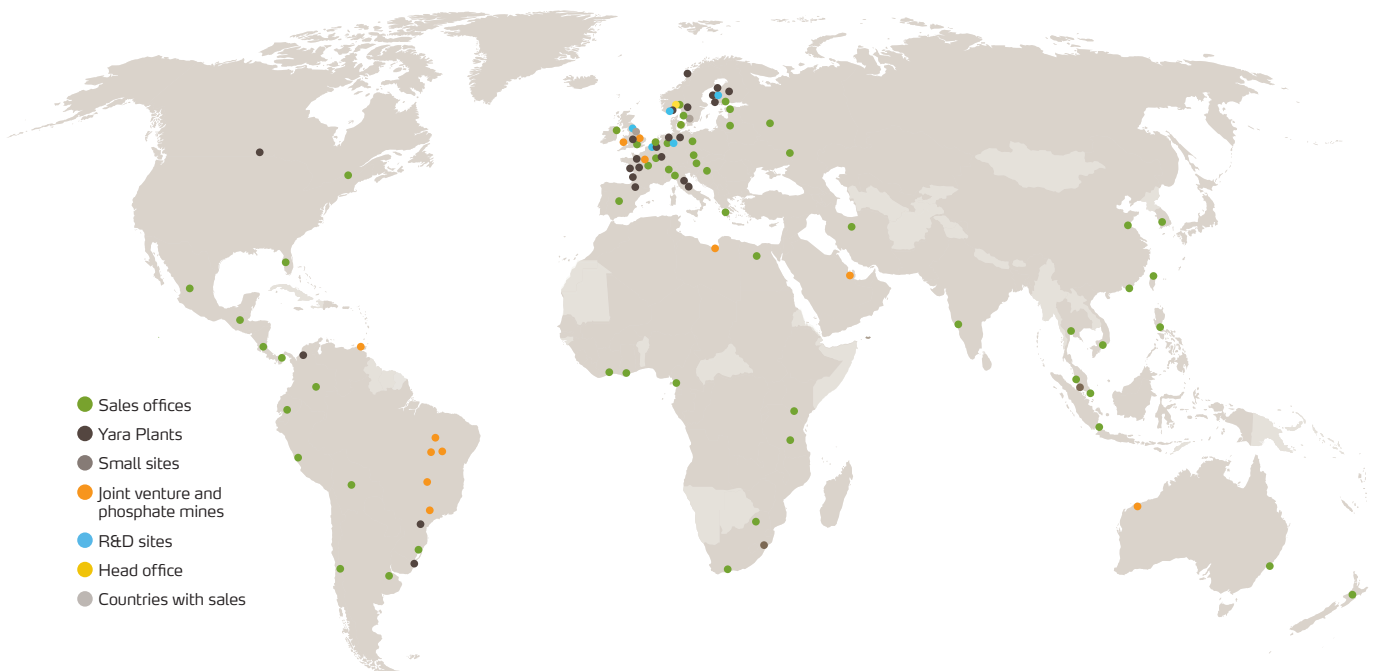 Sales offices
Yara Plants
Small sites
Joint venture and
phosphate mines
R&D sites
Head office
Countries with sales